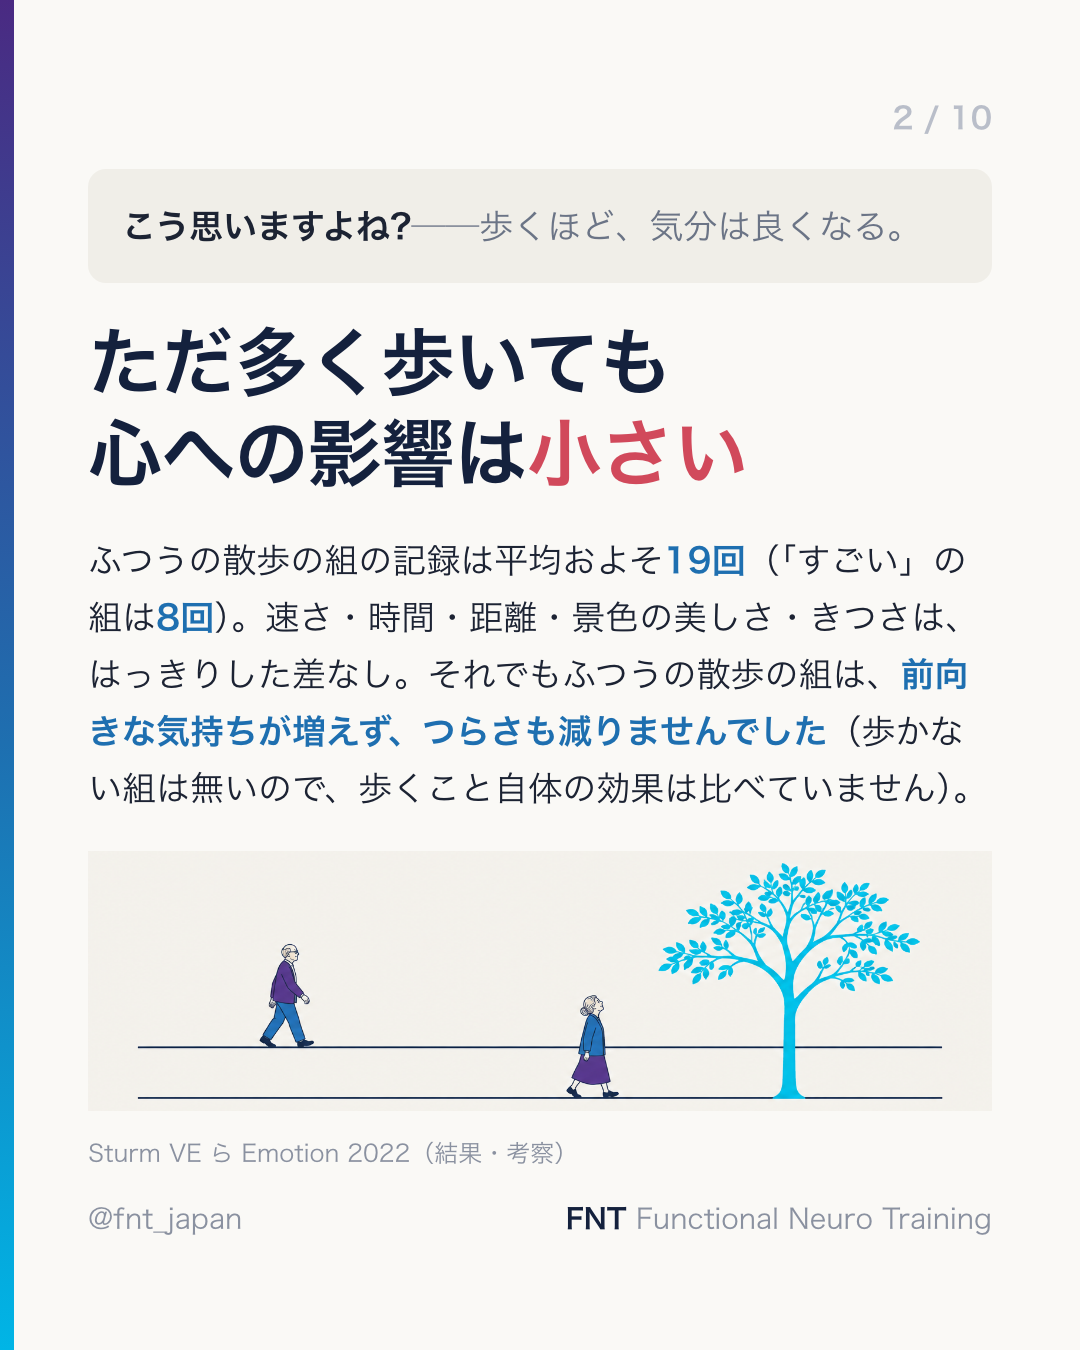 2 / 10
こう思いますよね?――歩くほど、気分は良くなる。
ただ多く歩いても
心への影響は小さい
ふつうの散歩の組の記録は平均およそ19回（「すごい」の
組は8回）。速さ・時間・距離・景色の美しさ・きつさは、
はっきりした差なし。それでもふつうの散歩の組は、前向
きな気持ちが増えず、つらさも減りませんでした（歩かな
い組は無いので、歩くこと自体の効果は比べていません）。
Sturm VE ら Emotion 2022（結果・考察）
@fnt_japan
FNT Functional Neuro Training